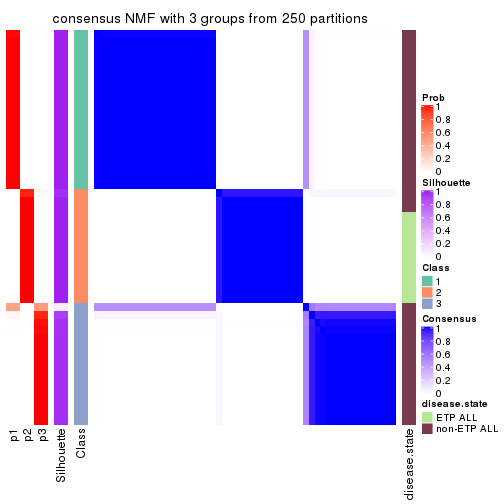 consensus NMF with 3 groups from 250 partitions
Prob
1
0.8
0.6
0.4
0.2
0
Silhouette
1
0.8
0.6
0.4
0.2
0
Class
1
2
3
Consensus
1
0.8
0.6
0.4
0.2
0
disease.state
ETP ALL
non-ETP ALL
p1
p2
p3
Silhouette
Class
disease.state